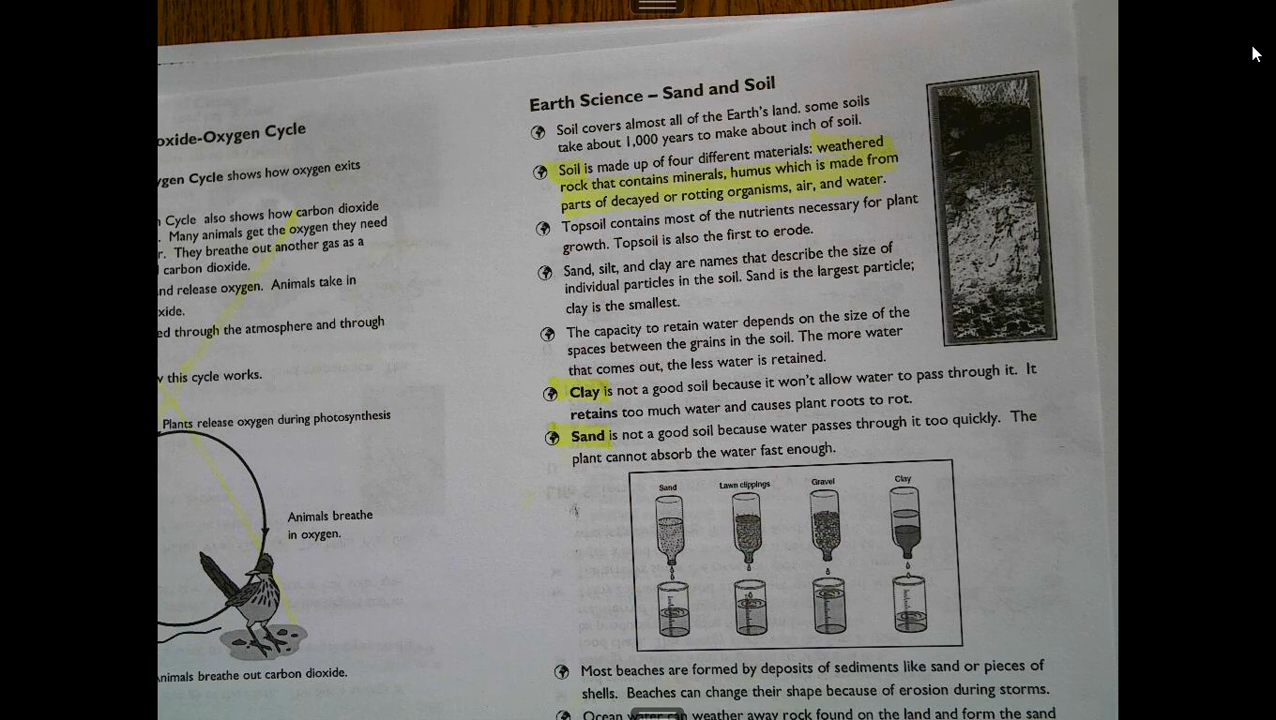 oxide-Oxygen Cycle
ygen Cycle shows how oxygen exits
Cycle also shows how carbon dioxide
. Many animals get the oxygen they need
r. They breathe out another gas as a
carbon dioxide.
nd release oxygen. Animals take in
xide.
ed through the atmosphere and through
this cycle works.
Plants release oxygen during photosynthesis
Animals breathe
in oxygen.
Animals breathe out carbon dioxide.
Earth Science – Sand and Soil
Soil covers almost all of the Earth's land. some soils
take about 1,000 years to make about inch of soil.
Soil is made up of four different materials: weathered
rock that contains minerals, humus which is made from
parts of decayed or rotting organisms, air, and water.
Topsoil contains most of the nutrients necessary for plant
growth. Topsoil is also the first to erode.
Sand, silt, and clay are names that describe the size of
individual particles in the soil. Sand is the largest particle;
clay is the smallest.
The capacity to retain water depends on the size of the
spaces between the grains in the soil. The more water
that comes out, the less water is retained.
Clay is not a good soil because it won't allow water to pass through it. It
retains too much water and causes plant roots to rot.
Sand is not a good soil because water passes through it too quickly. The
plant cannot absorb the water fast enough.
Sand Lawn clippings Gravel Clay
Most beaches are formed by deposits of sediments like sand or pieces of
shells. Beaches can change their shape because of erosion during storms.
Ocean water can weather away rock found on the land and form the sand